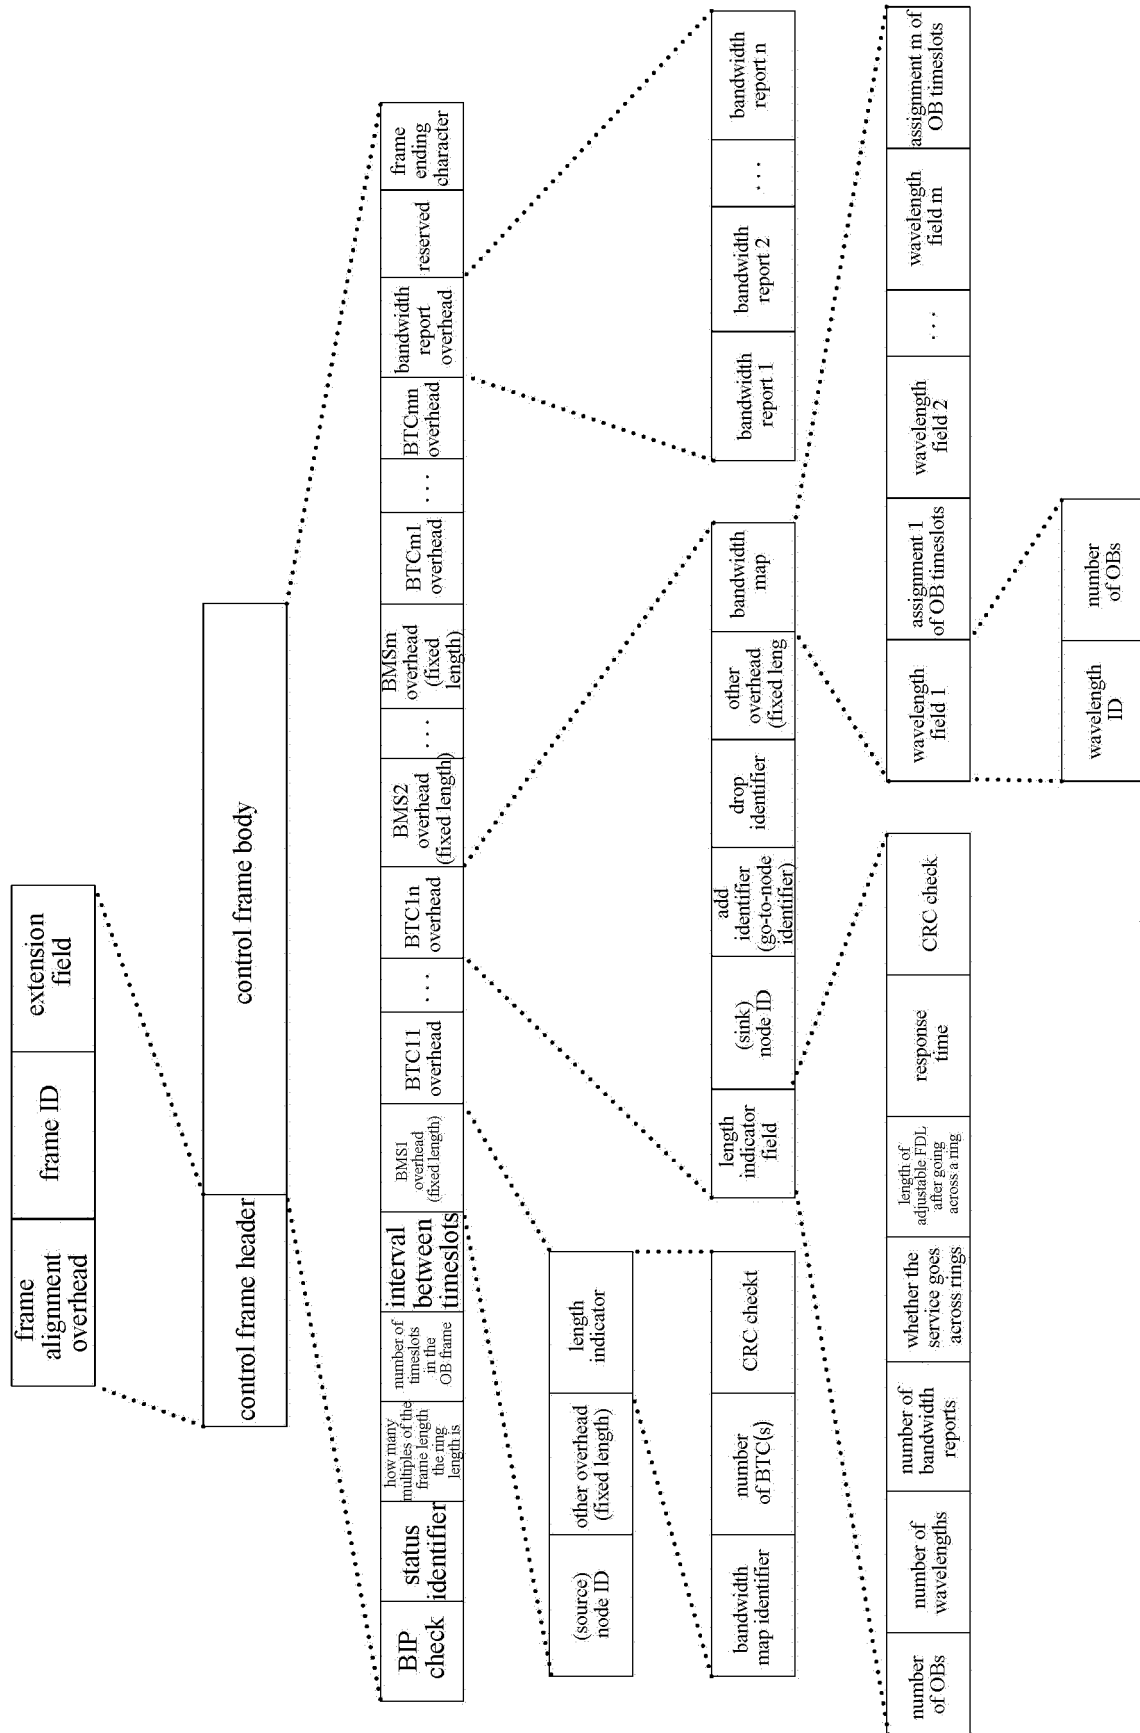 frame
alignment
overhead
frame ID
extension
field
control frame header
control frame body
BIP
check
status
identifier
how many
multiples of the
frame length
the ring
length is
number of
timeslots
in the
OB frame
interval
between
timeslots
BMS1
overhead
(fixed length)
BTC11
overhead
. . .
BTC1n
overhead
BMS2
overhead
(fixed length)
. . .
BMSm
overhead
(fixed
length)
BTCm1
overhead
. . .
BTCmn
overhead
bandwidth
report
overhead
reserved
frame
ending
character
(source)
node ID
other overhead
(fixed length)
length
indicator
bandwidth
map identifier
number
of BTC(s)
CRC checkt
length
indicator
field
(sink)
node ID
add
identifier
(go-to-node
identifier)
drop
identifier
other
overhead
(fixed leng
bandwidth
map
bandwidth
report 1
bandwidth
report 2
. . .
bandwidth
report n
number
of OBs
number of
wavelengths
number of
bandwidth
reports
whether the
service goes
across rings
length of
adjustable FDL
after going
across a ring
response
time
CRC check
wavelength
field 1
assignment 1
of OB timeslots
wavelength
field 2
. . .
wavelength
field m
assignment m of
OB timeslots
wavelength
ID
number
of OBs